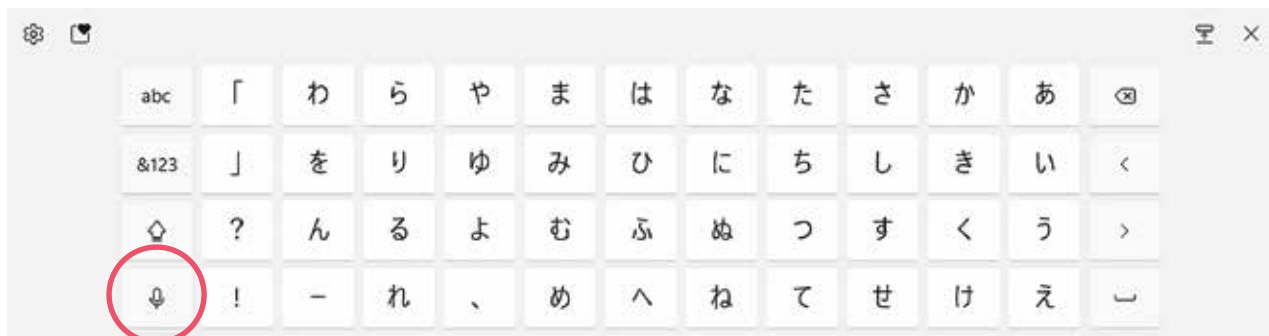 abc 「 わ ら や ま は な た さ か あ
&123 」 を り ゆ み ひ に ち し き い <
? ん る よ む ふ ぬ つ す く う >
! ー れ 、 め へ ね て せ け え